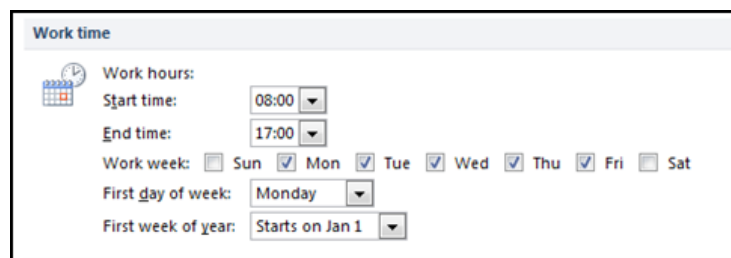 Work time
Work hours:
Start time: 08:00
End time: 17:00
Work week: Sun Mon Tue Wed Thu Fri Sat
First day of week: Monday
First week of year: Starts on Jan 1